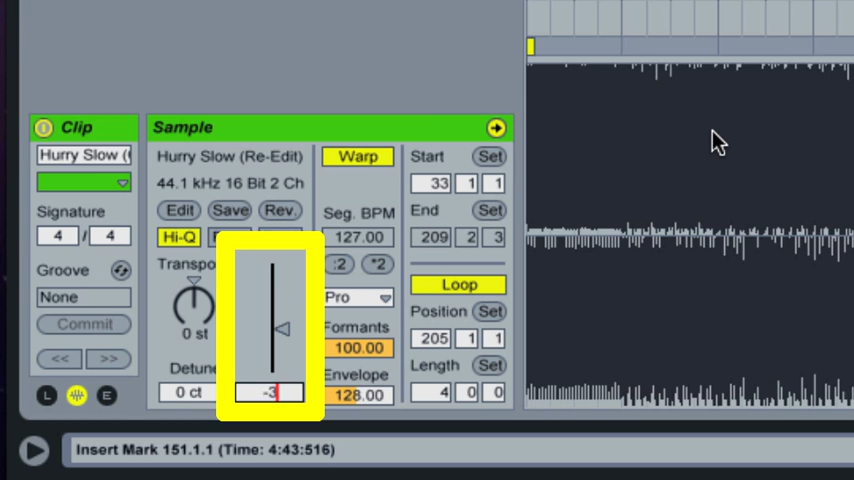 Clip
Hurry Slow (
Signature
4 / 4
Groove
None
Commit
<< >>
L E
Sample
Hurry Slow (Re-Edit)
44.1 kHz 16 Bit 2 Ch
Edit Save Rev.
Hi-Q
Transpo
0 st
Detune
0 ct
-3
Warp
Seg. BPM
127.00
:2 *2
Pro
Formants
100.00
Envelope
128.00
Start Set
33 1 1
End Set
209 2 3
Loop
Position Set
205 1 1
Length Set
4 0 0
Insert Mark 151.1.1 (Time: 4:43:516)